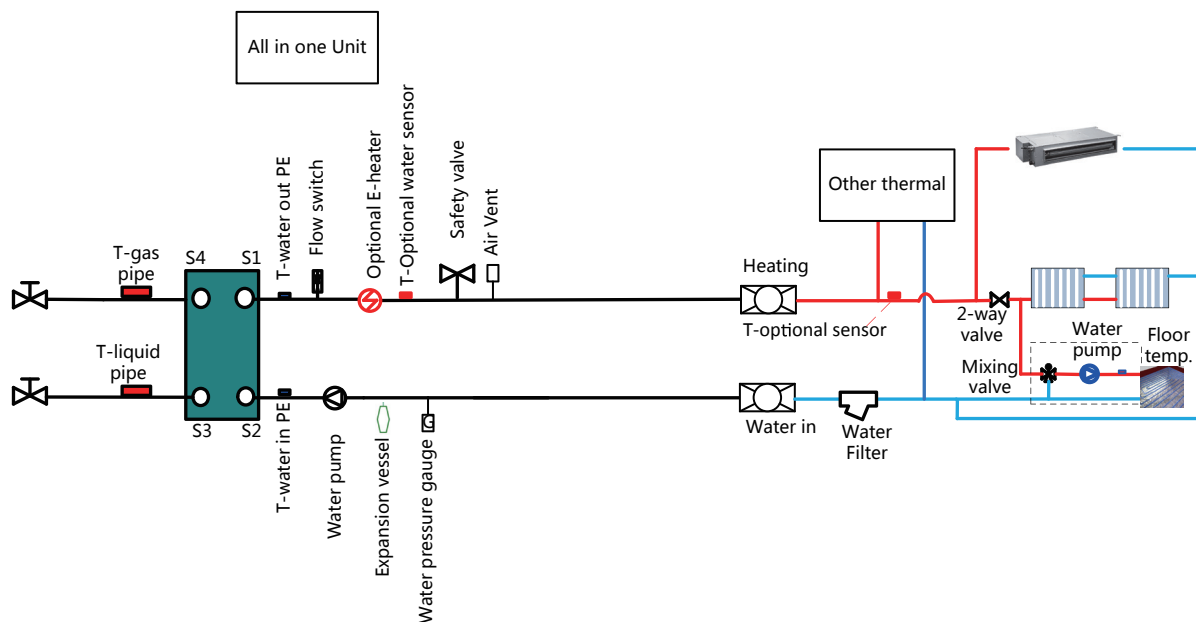 All in one Unit
T-water out PE
Flow switch
Optional E-heater
T-Optional water sensor
Safety valve
Air Vent
Other thermal
T-gas
pipe
S4
S1
Heating
T-optional sensor
2-way
valve
T-liquid
pipe
Water
pump
Floor
temp.
Mixing
valve
S3
S2
T-water in PE
Water pump
Expansion vessel
G
Water pressure gauge
Water in
Water
Filter